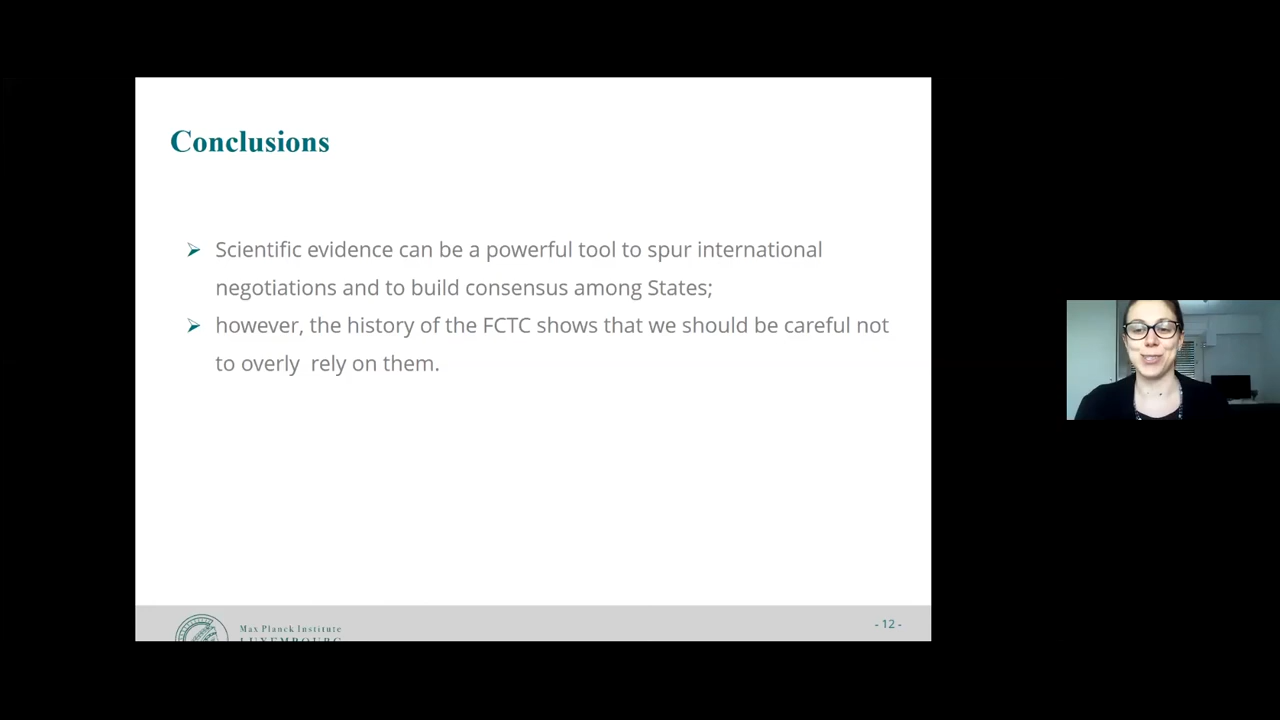 Conclusions
Scientific evidence can be a powerful tool to spur international
negotiations and to build consensus among States;
however, the history of the FCTC shows that we should be careful not
to overly  rely on them.
Max Planck Institute
LUXEMBOURG
- 12 -